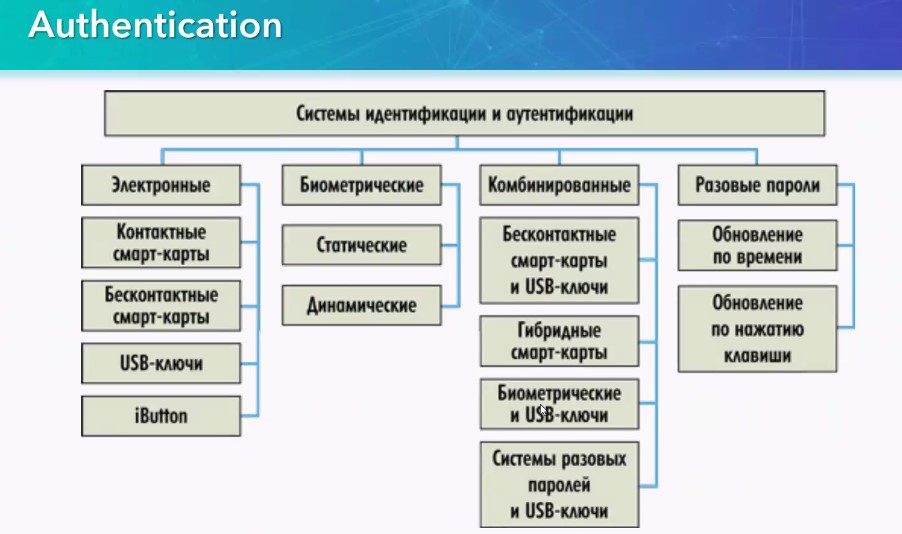 Authentication
Системы идентификации и аутентификации
Электронные
Контактные
смарт-карты
Бесконтактные
смарт-карты
USB-ключи
iButton
Биометрические
Статические
Динамические
Комбинированные
Бесконтактные
смарт-карты
и USB-ключи
Гибридные
смарт-карты
Биометрические
и USB-ключи
Системы разовых
паролей
и USB-ключи
Разовые пароли
Обновление
по времени
Обновление
по нажатию
клавиши